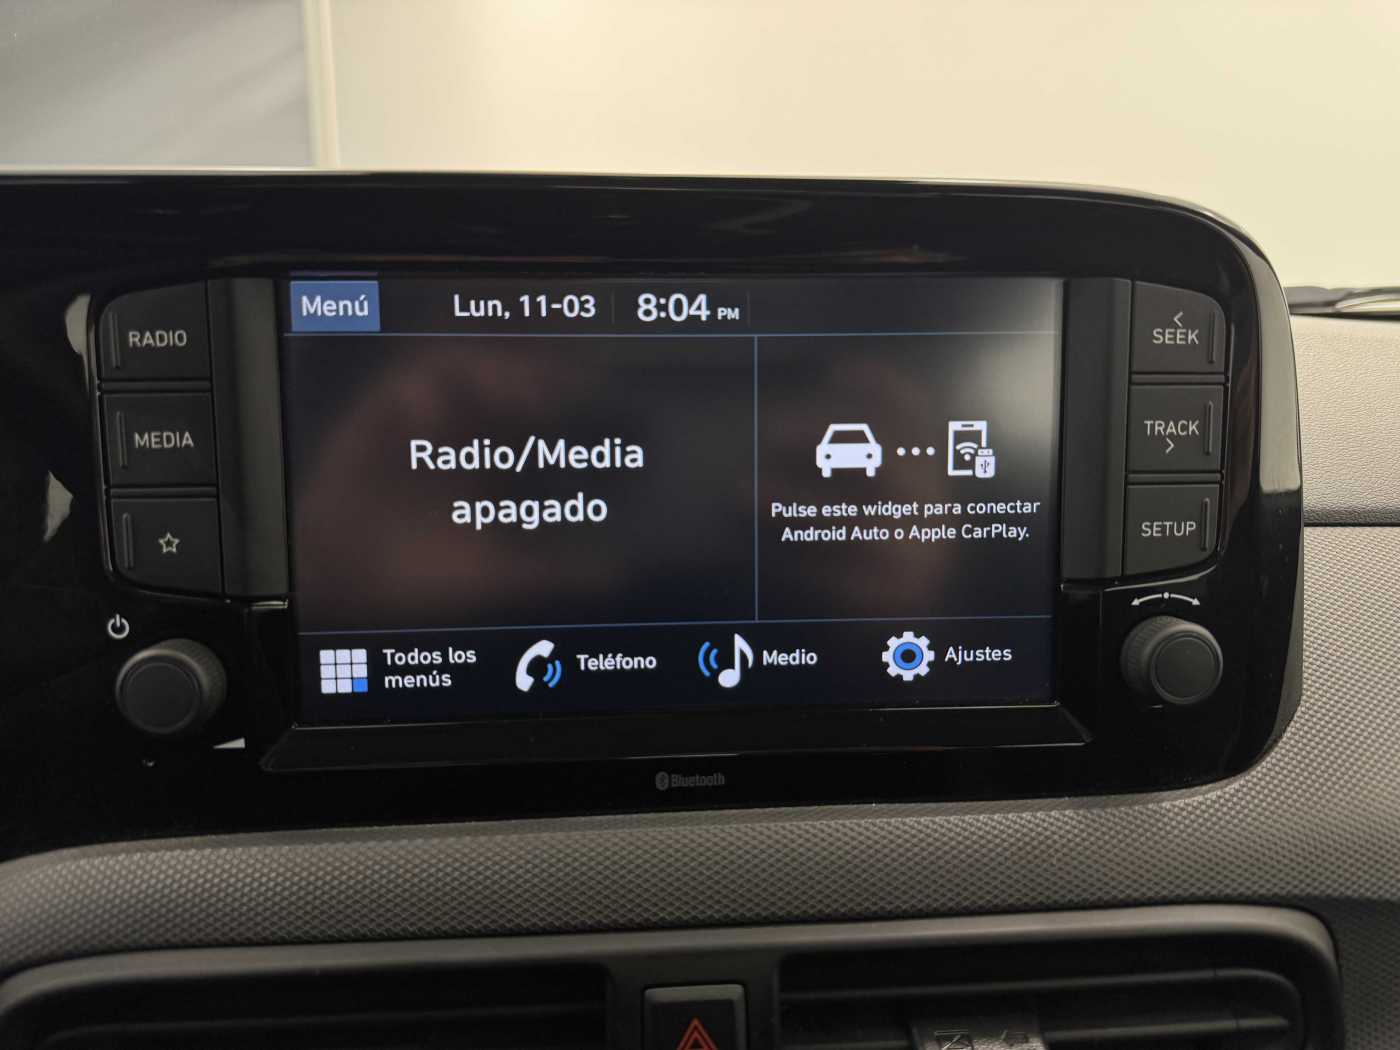 RADIO
MEDIA
Menú
Lun, 11-03
8:04 PM
Radio/Media
apagado
Pulse este widget para conectar
Android Auto o Apple CarPlay.
Todos los
menús
Teléfono
Medio
Ajustes
< SEEK
TRACK >
SETUP
Bluetooth